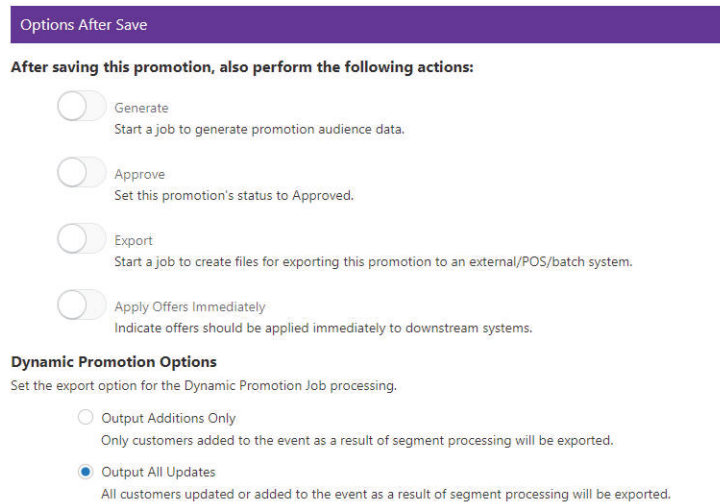 Options After Save
After saving this promotion, also perform the following actions:
Generate
Start a job to generate promotion audience data.
Approve
Set this promotion's status to Approved.
Export
Start a job to create files for exporting this promotion to an external/POS/batch system.
Apply Offers Immediately
Indicate offers should be applied immediately to downstream systems.
Dynamic Promotion Options
Set the export option for the Dynamic Promotion Job processing.
Output Additions Only
Only customers added to the event as a result of segment processing will be exported.
Output All Updates
All customers updated or added to the event as a result of segment processing will be exported.